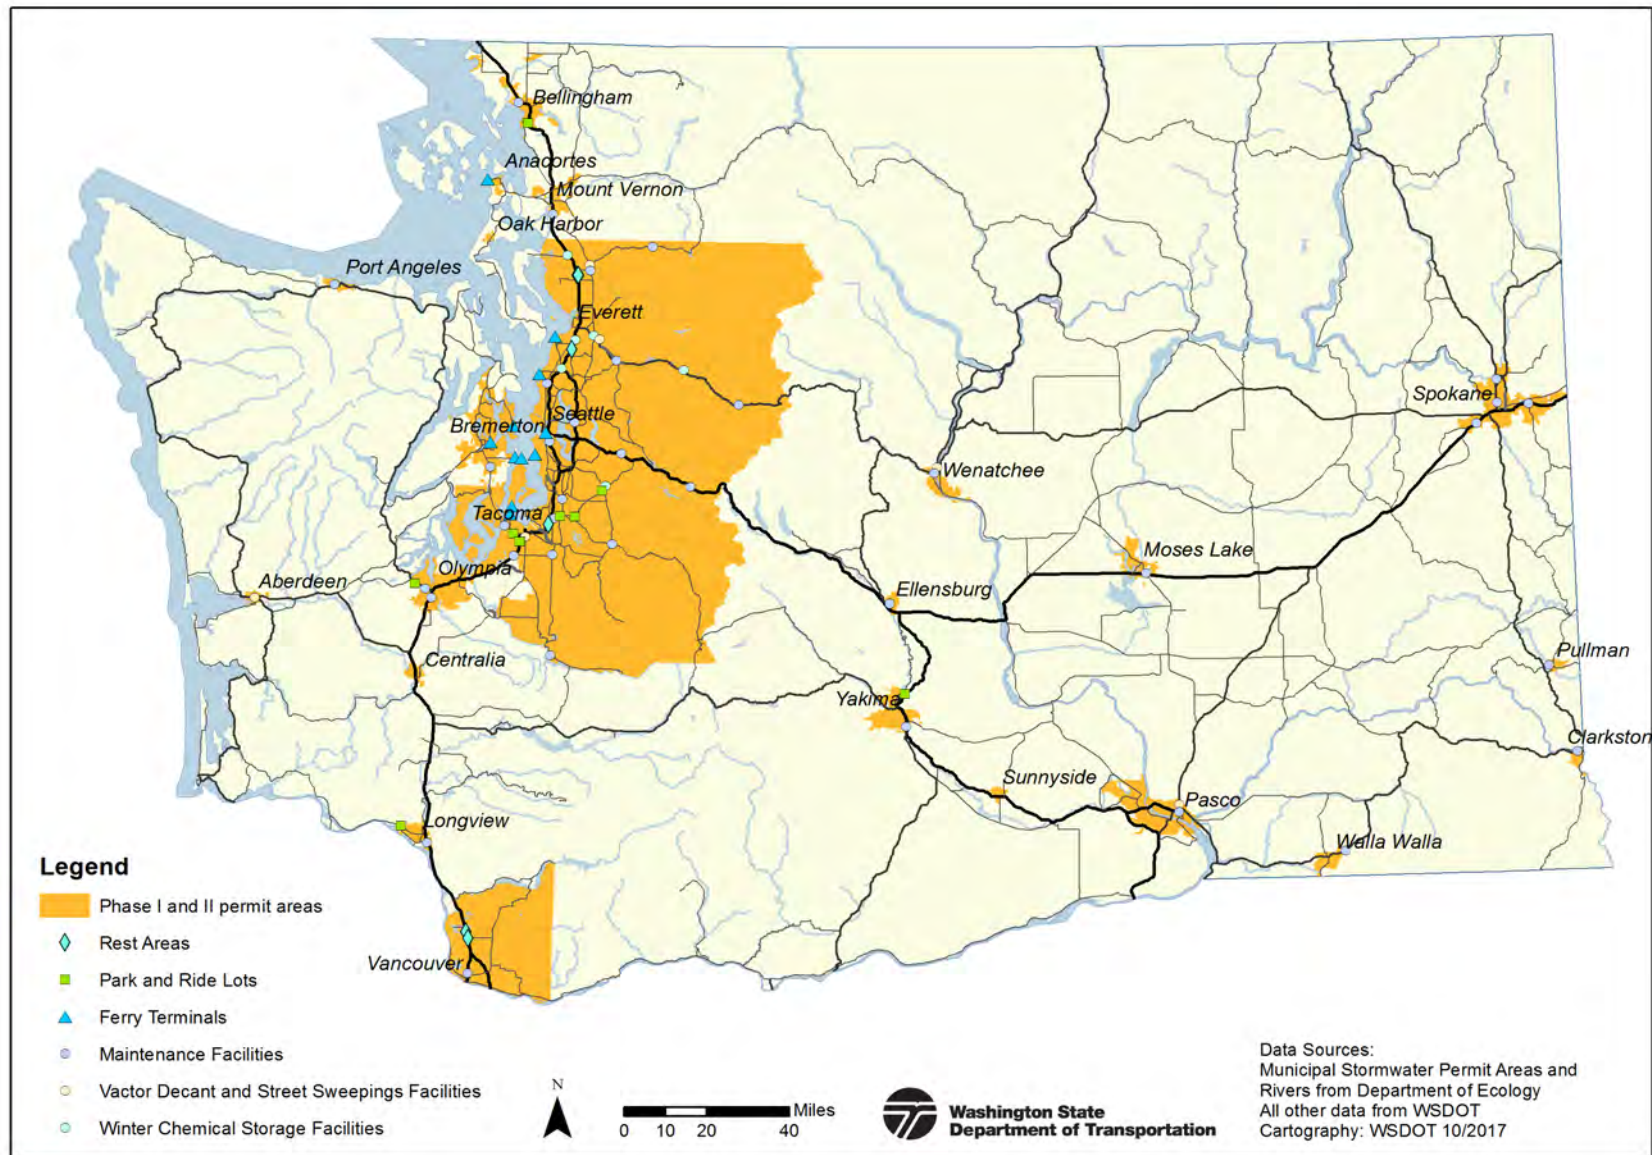 Bellingham
Anacortes
Mount Vernon
Oak Harbor
Port Angeles
Everett
Seattle
Bremerton
Spokane
Wenatchee
Tacoma
Moses Lake
Olympia
Aberdeen
Ellensburg
Centralia
Pullman
Yakima
Clarkston
Sunnyside
Pasco
Longview
Walla Walla
Vancouver
Legend
Phase I and II permit areas
Rest Areas
Park and Ride Lots
Ferry Terminals
Maintenance Facilities
Vactor Decant and Street Sweepings Facilities
Winter Chemical Storage Facilities
N
Miles
0 10 20 40
Washington State
Department of Transportation
Data Sources:
Municipal Stormwater Permit Areas and
Rivers from Department of Ecology
All other data from WSDOT
Cartography: WSDOT 10/2017